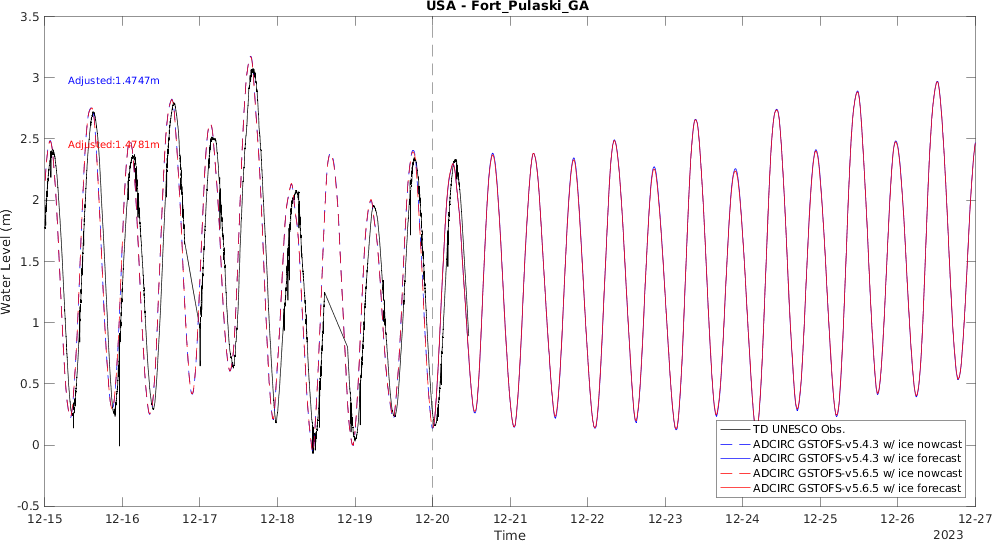 USA - Fort_Pulaski_GA
3.5
3
2.5
2
1.5
1
0.5
0
-0.5
Water Level (m)
Adjusted:1.4747m
Adjusted:1.4781m
TD UNESCO Obs.
ADCIRC GSTOFS-v5.4.3 w/ ice nowcast
ADCIRC GSTOFS-v5.4.3 w/ ice forecast
ADCIRC GSTOFS-v5.6.5 w/ ice nowcast
ADCIRC GSTOFS-v5.6.5 w/ ice forecast
12-15 12-16 12-17 12-18 12-19 12-20 12-21 12-22 12-23 12-24 12-25 12-26 12-27
Time
2023